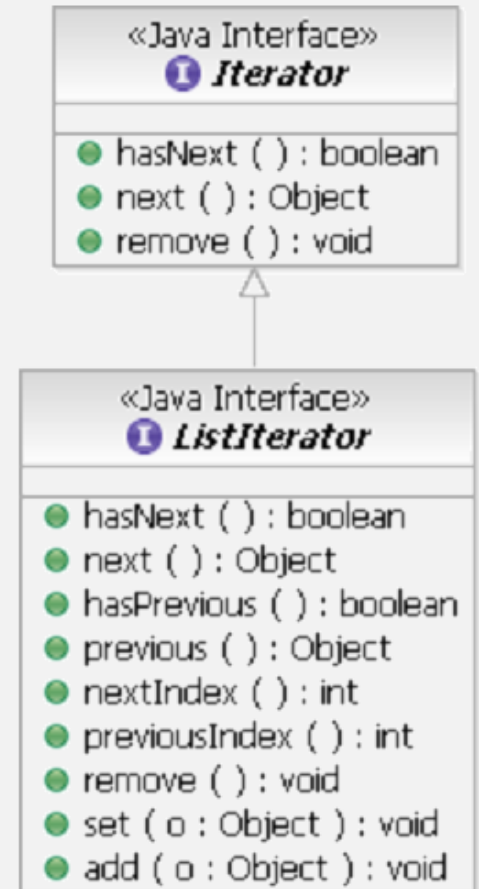 «Java Interface»
I Iterator
hasNext ( ) : boolean
next ( ) : Object
remove ( ) : void
«Java Interface»
I ListIterator
hasNext ( ) : boolean
next ( ) : Object
hasPrevious ( ) : boolean
previous ( ) : Object
nextIndex ( ) : int
previousIndex ( ) : int
remove ( ) : void
set ( o : Object ) : void
add ( o : Object ) : void